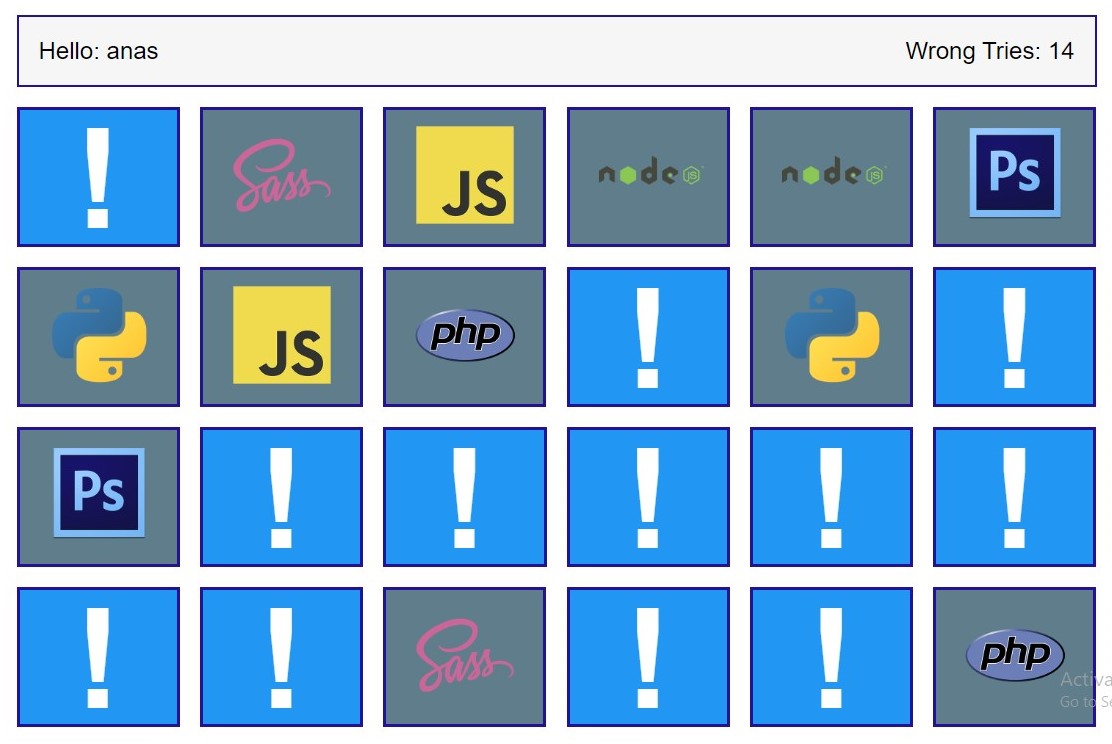 Hello: anas
Wrong Tries: 14
! Sass JS node JS node JS Ps
JS php ! !
Ps ! ! ! ! !
! ! Sass ! ! php
Activa
Go to Se